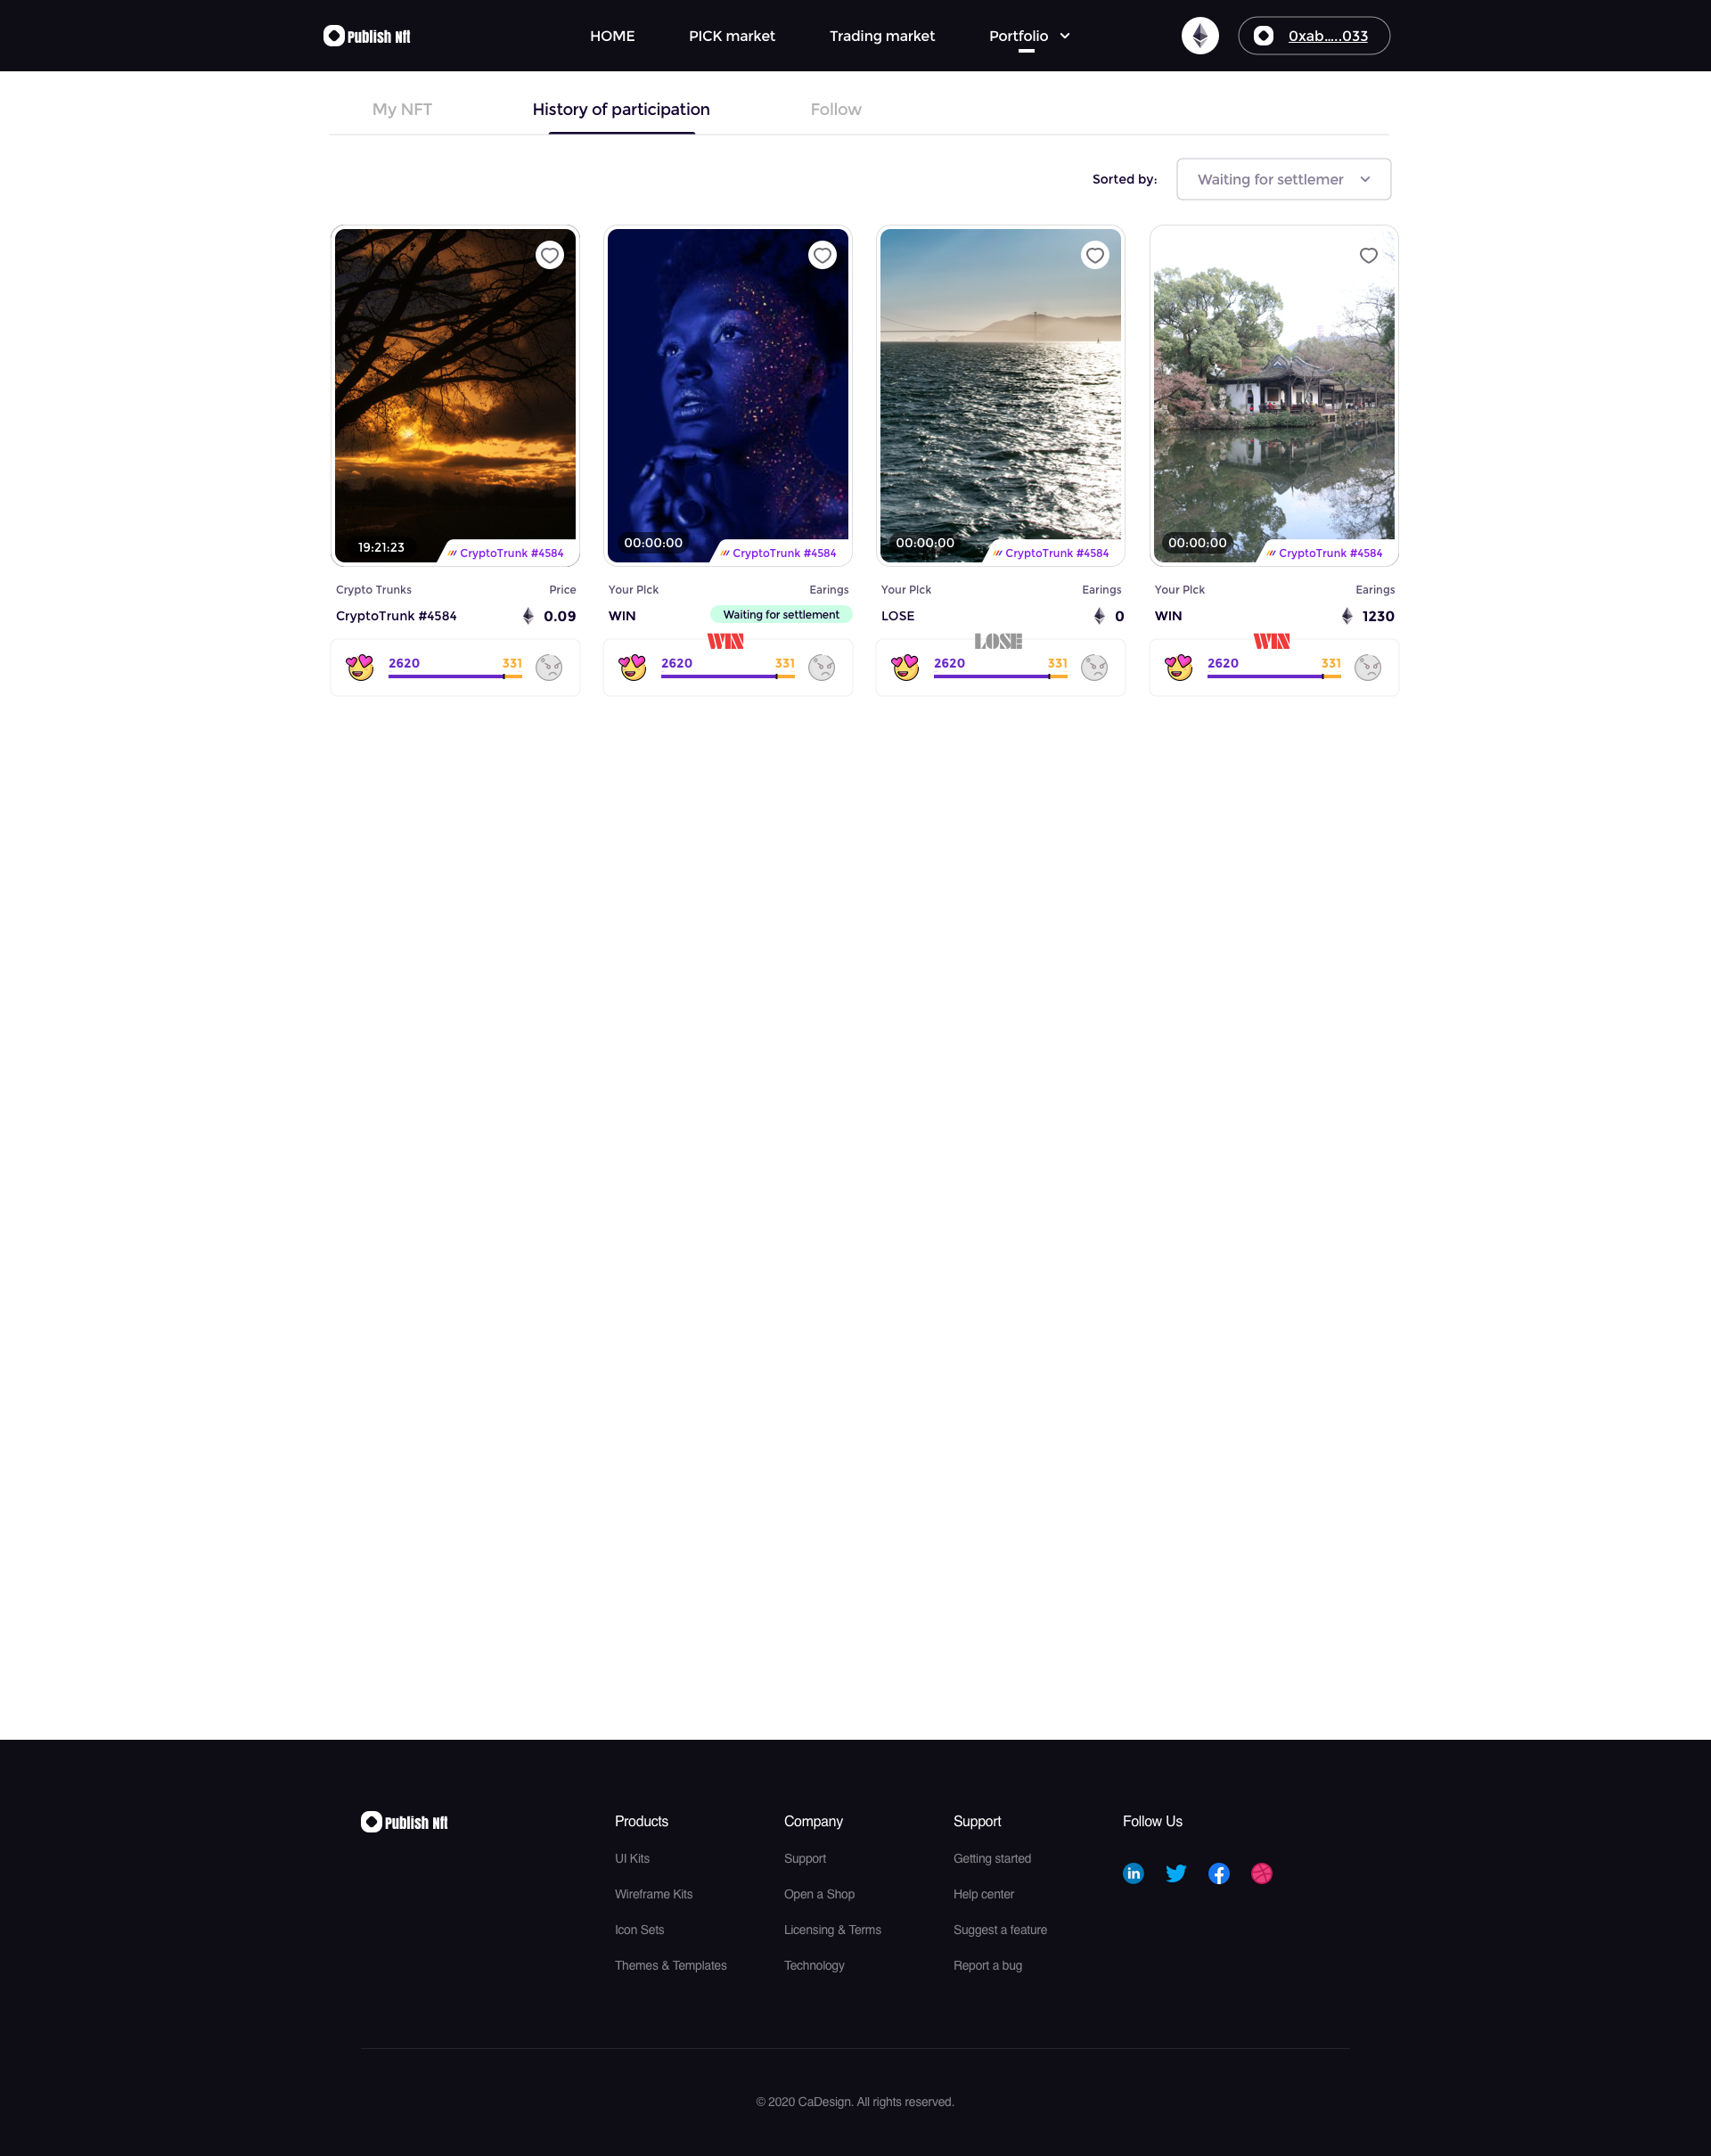 Publish Nft
HOME
PICK market
Trading market
Portfolio
0xab.....033
My NFT
History of participation
Follow
Sorted by:
Waiting for settlemer
19:21:23
CryptoTrunk #4584
00:00:00
CryptoTrunk #4584
00:00:00
CryptoTrunk #4584
00:00:00
CryptoTrunk #4584
Crypto Trunks
Price
CryptoTrunk #4584
0.09
2620
331
Your PIck
Earings
WIN
Waiting for settlement
WIN
2620
331
Your PIck
Earings
LOSE
0
LOSE
2620
331
Your PIck
Earings
WIN
1230
WIN
2620
331
Publish Nft
Products
UI Kits
Wireframe Kits
Icon Sets
Themes & Templates
Company
Support
Open a Shop
Licensing & Terms
Technology
Support
Getting started
Help center
Suggest a feature
Report a bug
Follow Us
© 2020 CaDesign. All rights reserved.